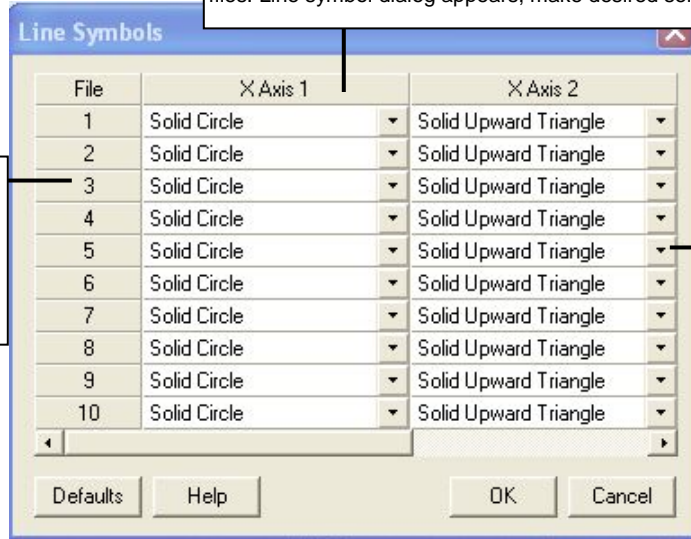 files. Line symbol dialog appears, make desired
Line Symbols
File X Axis 1 X Axis 2
1 Solid Circle Solid Upward Triangle
2 Solid Circle Solid Upward Triangle
3 Solid Circle Solid Upward Triangle
4 Solid Circle Solid Upward Triangle
5 Solid Circle Solid Upward Triangle
6 Solid Circle Solid Upward Triangle
7 Solid Circle Solid Upward Triangle
8 Solid Circle Solid Upward Triangle
9 Solid Circle Solid Upward Triangle
10 Solid Circle Solid Upward Triangle
Defaults Help OK Cancel